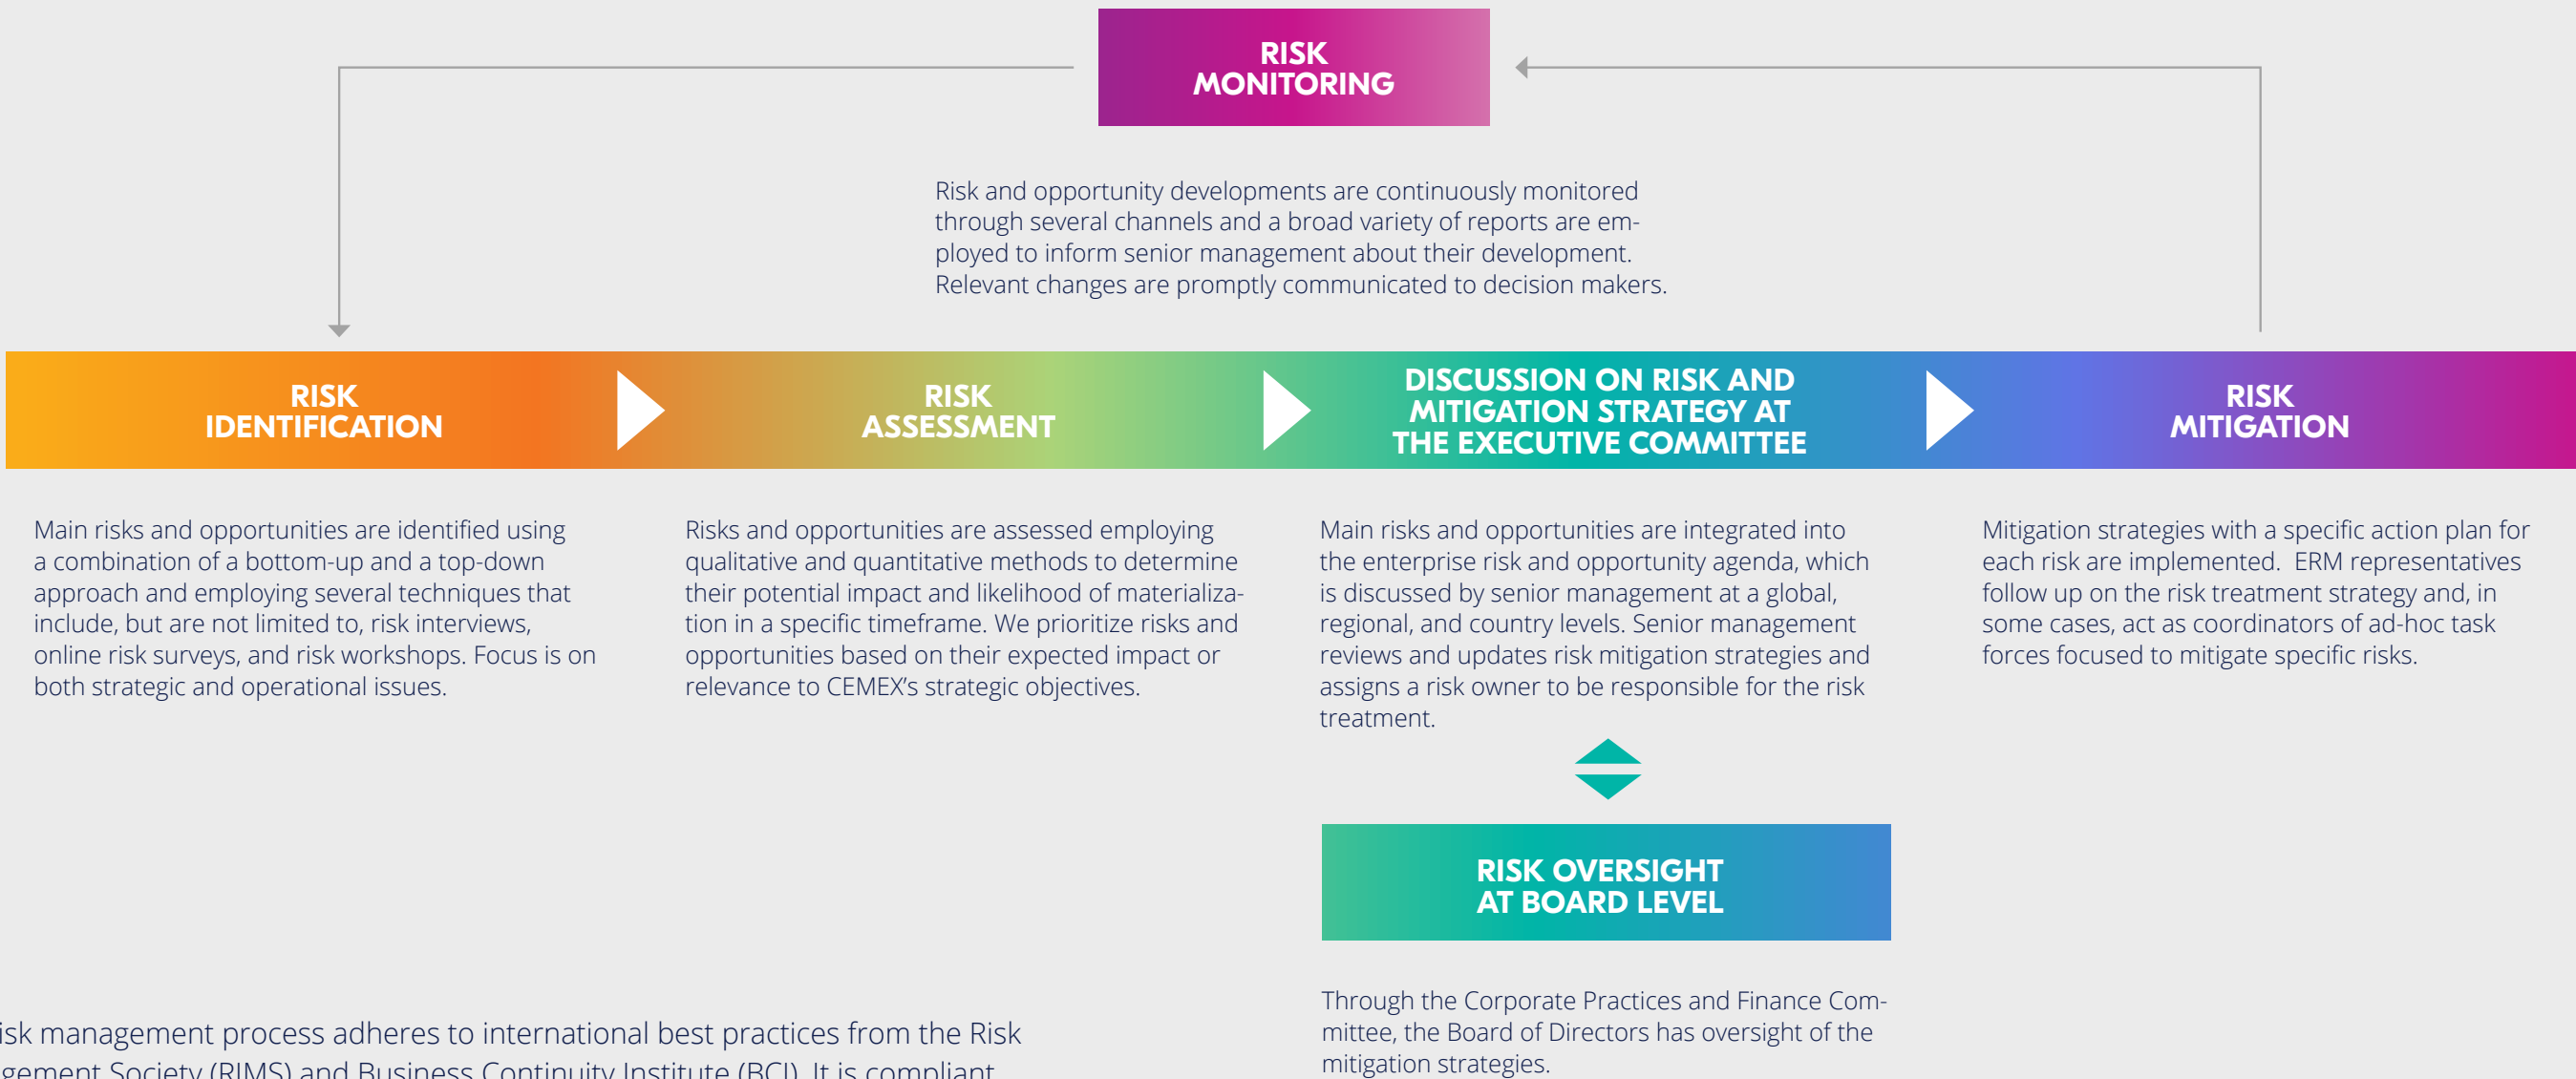 RISK
MONITORING
Risk and opportunity developments are continuously monitored
through several channels and a broad variety of reports are em-
ployed to inform senior management about their development.
Relevant changes are promptly communicated to decision makers.
RISK
IDENTIFICATION
Main risks and opportunities are identified using
a combination of a bottom-up and a top-down
approach and employing several techniques that
include, but are not limited to, risk interviews,
online risk surveys, and risk workshops. Focus is on
both strategic and operational issues.
RISK
ASSESSMENT
Risks and opportunities are assessed employing
qualitative and quantitative methods to determine
their potential impact and likelihood of materializa-
tion in a specific timeframe. We prioritize risks and
opportunities based on their expected impact or
relevance to CEMEX’s strategic objectives.
DISCUSSION ON RISK AND
MITIGATION STRATEGY AT
THE EXECUTIVE COMMITTEE
Main risks and opportunities are integrated into
the enterprise risk and opportunity agenda, which
is discussed by senior management at a global,
regional, and country levels. Senior management
reviews and updates risk mitigation strategies and
assigns a risk owner to be responsible for the risk
treatment.
RISK
MITIGATION
Mitigation strategies with a specific action plan for
each risk are implemented.  ERM representatives
follow up on the risk treatment strategy and, in
some cases, act as coordinators of ad-hoc task
forces focused to mitigate specific risks.
RISK OVERSIGHT
AT BOARD LEVEL
Through the Corporate Practices and Finance Com-
mittee, the Board of Directors has oversight of the
mitigation strategies.
isk management process adheres to international best practices from the Risk
gement Society (RIMS) and Business Continuity Institute (BCI). It is compliant